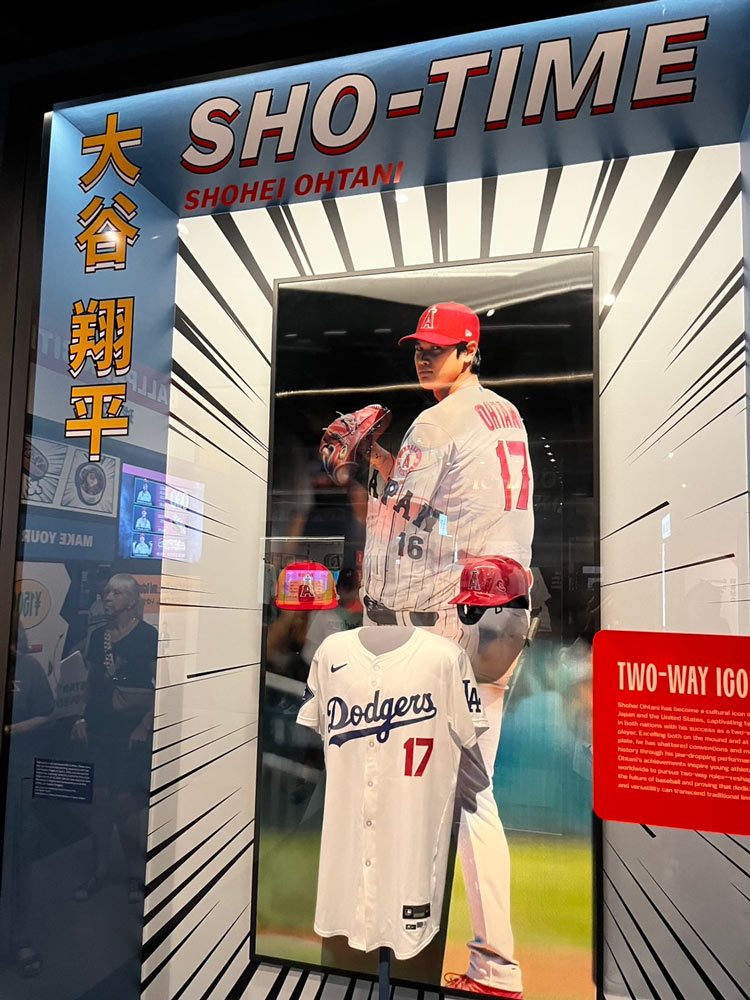 SHO-TIME
SHOHEI OHTANI
大谷 翔平
OHTANI
17
A
JAPAN
16
A
A
Dodgers
17
LA
MAKE YOUR
TWO-WAY ICO
Shohei Ohtani has become a cultural icon
Japan and the United States, captivating fa
in both nations with his success as a two-w
player. Excelling both on the mound and at
plate, he has shattered conventions and m
history through his jaw-dropping performan
Ohtani's achievements inspire young athlet
worldwide to pursue two-way roles—resha
the future of baseball and proving that dedic
and versatility can transcend traditional lim